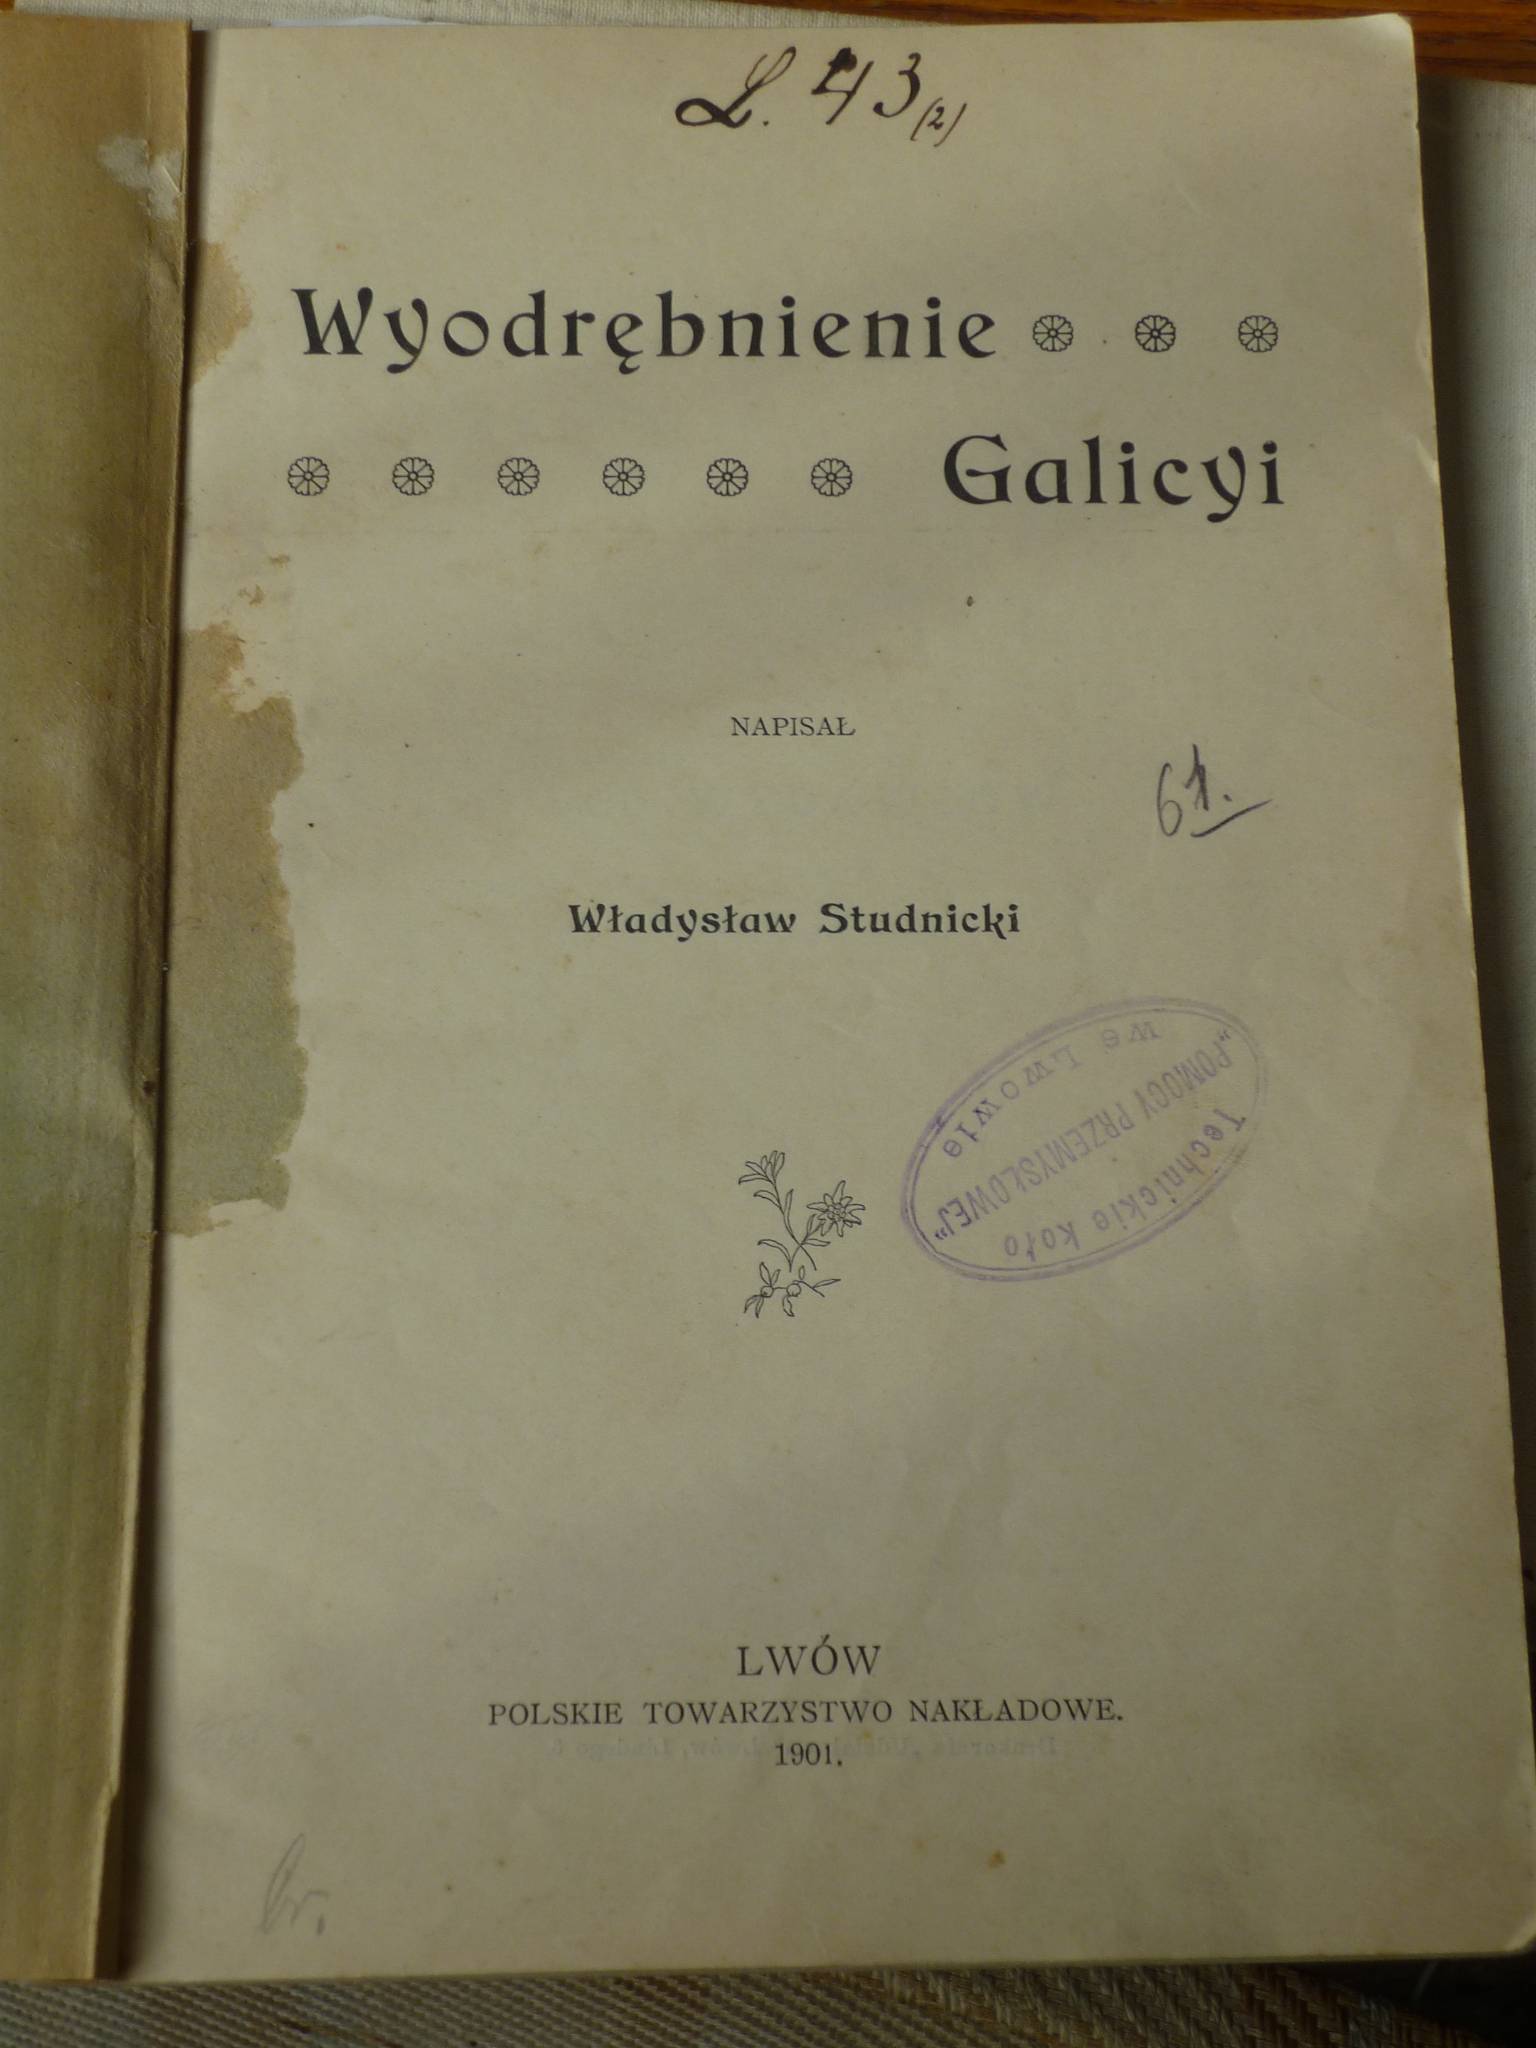 L. 43 (2)
Wyodrębnienie
Galicyi
NAPISAŁ
61.
Władysław Studnicki
Technickie koło
„POMOCY PRZEMYSŁOWEJ”
we Lwowie
LWÓW
POLSKIE TOWARZYSTWO NAKŁADOWE.
1901.